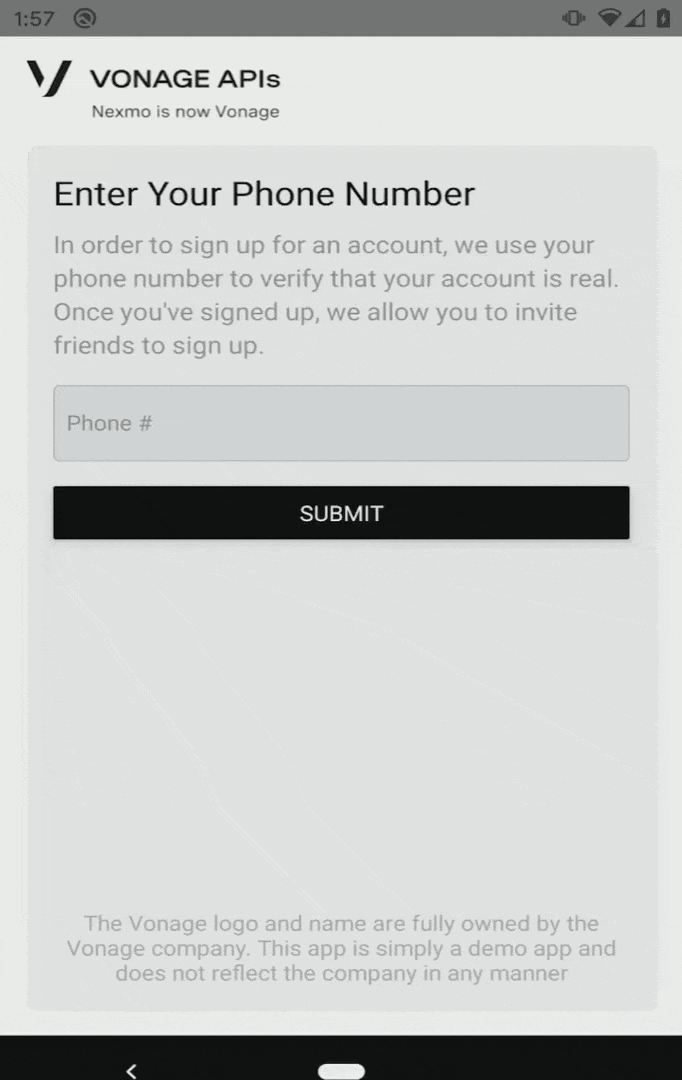 1:57
VONAGE APIs
Nexmo is now Vonage
Enter Your Phone Number
In order to sign up for an account, we use your
phone number to verify that your account is real.
Once you've signed up, we allow you to invite
friends to sign up.
Phone #
SUBMIT
The Vonage logo and name are fully owned by the
Vonage company. This app is simply a demo app and
does not reflect the company in any manner